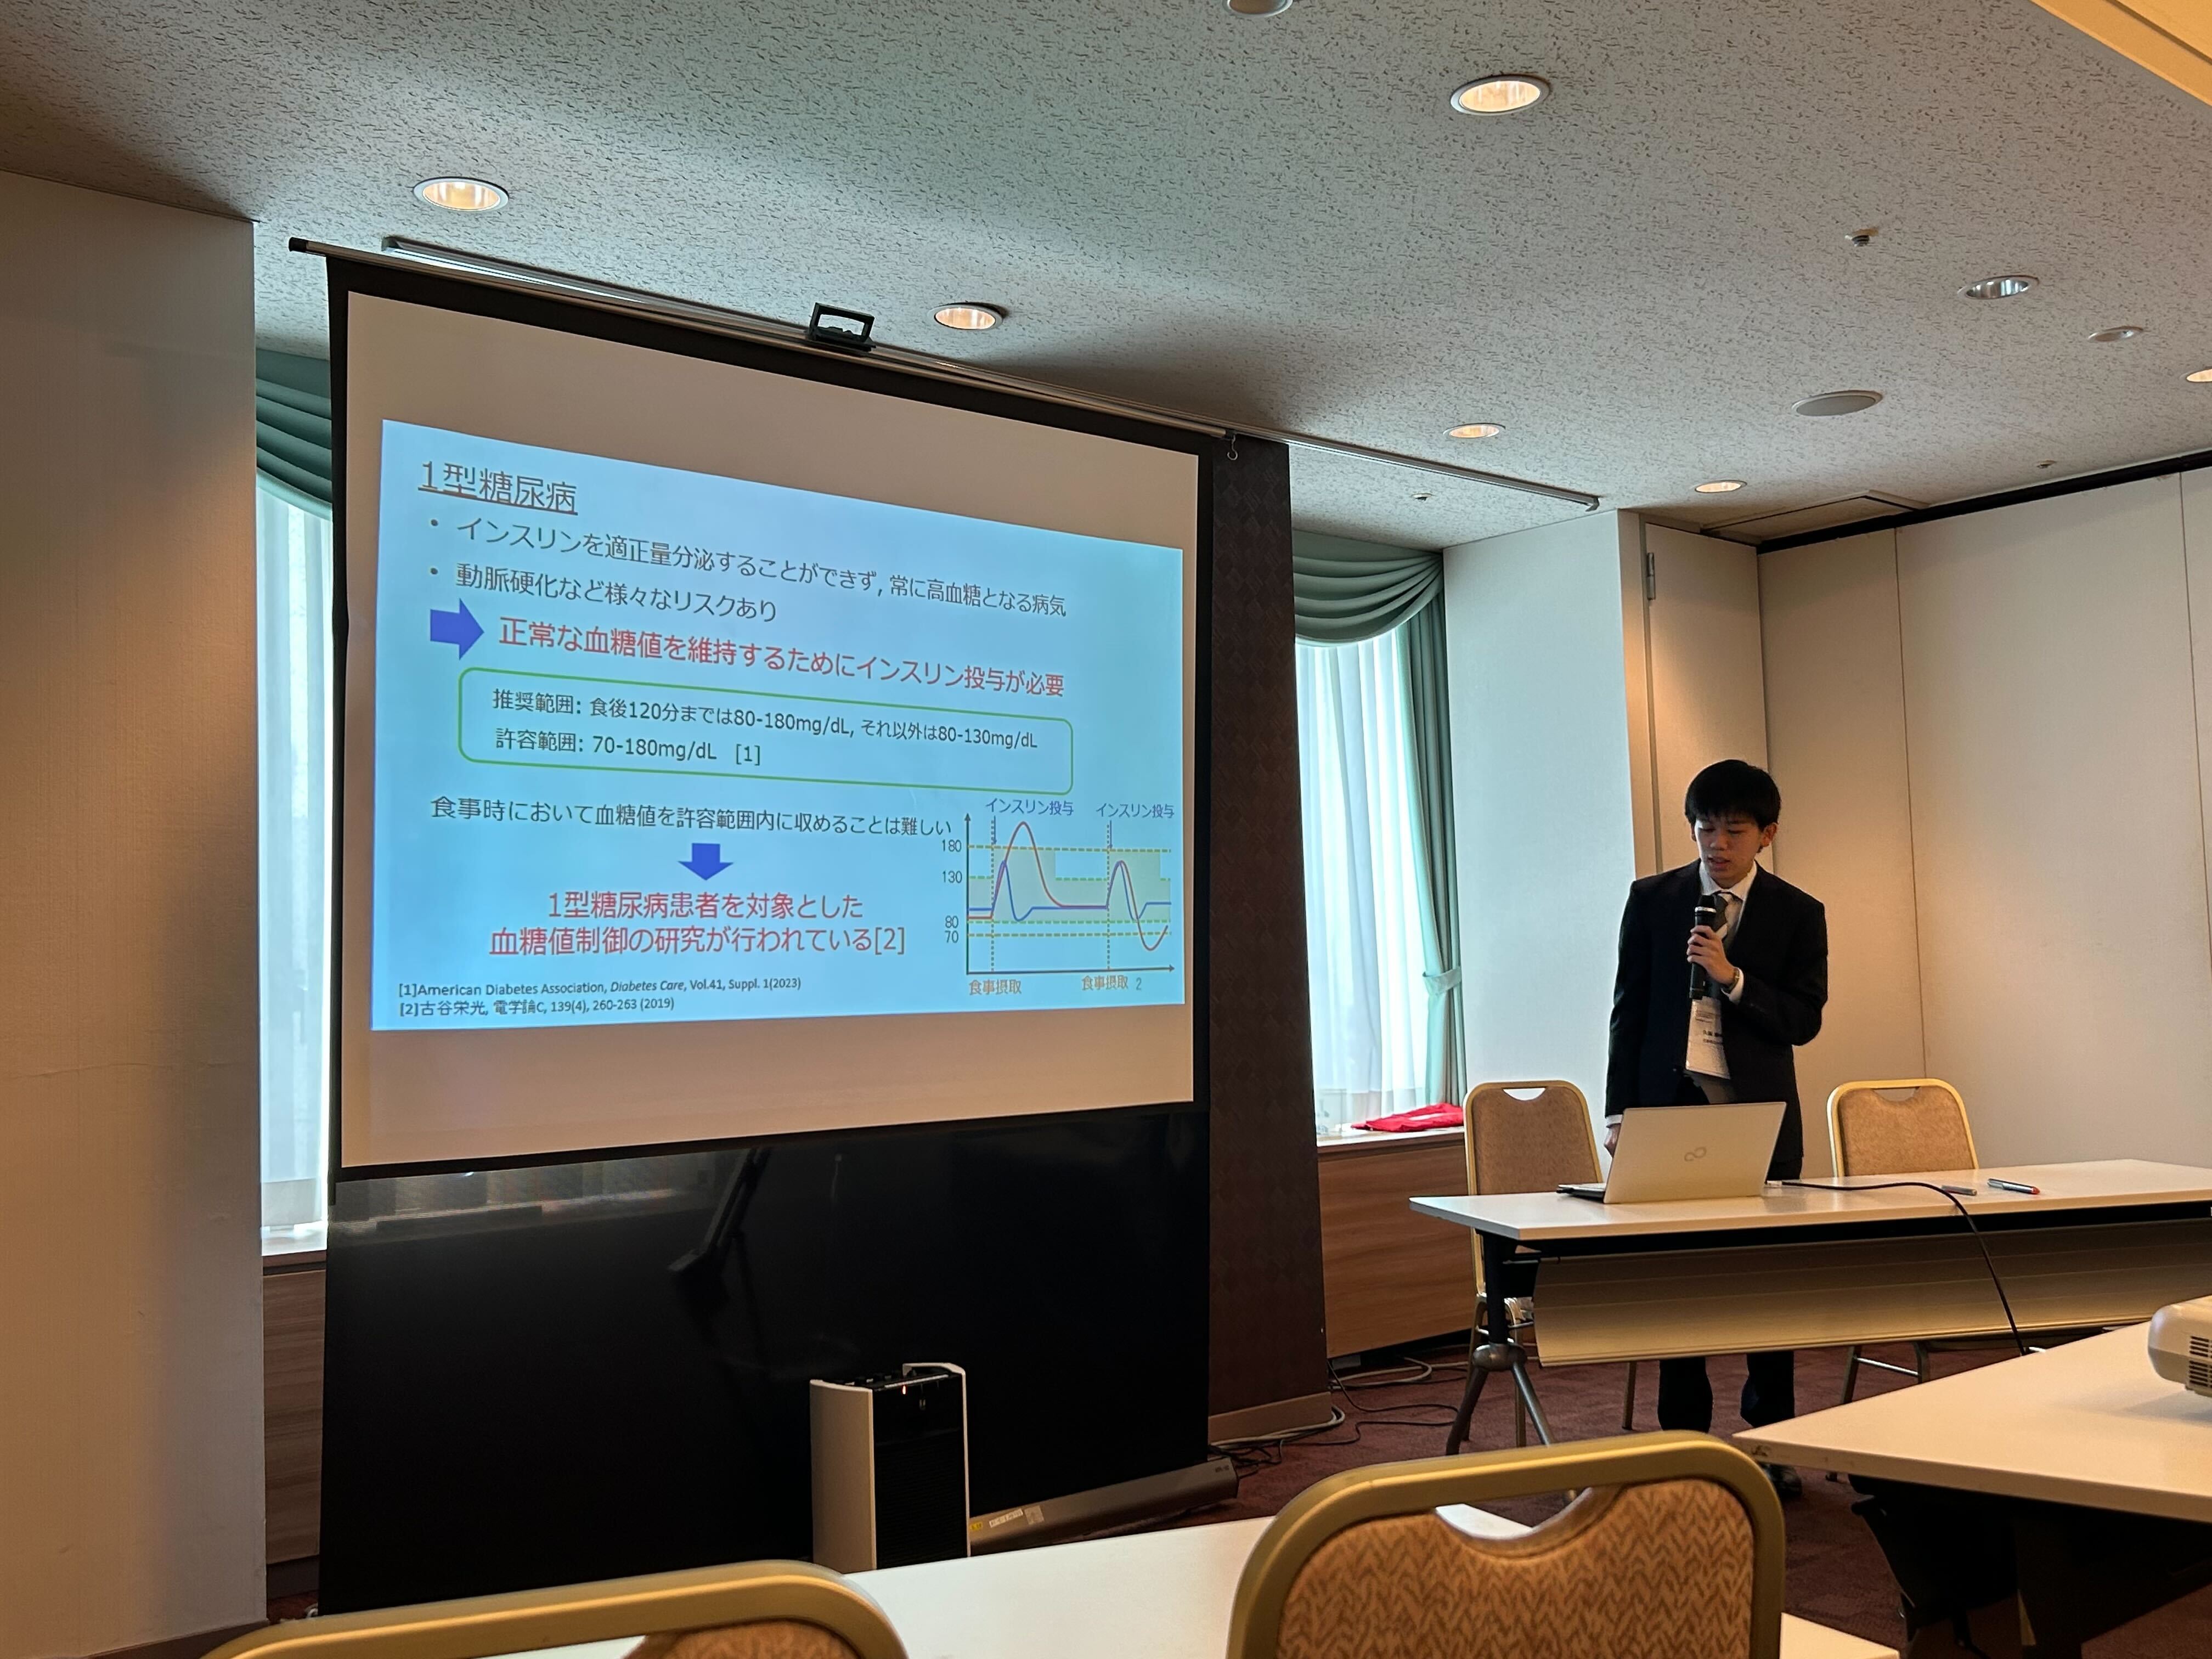 1型糖尿病
• インスリンを適正量分泌することができず, 常に高血糖となる病気
• 動脈硬化など様々なリスクあり
正常な血糖値を維持するためにインスリン投与が必要
推奨範囲: 食後120分までは80-180mg/dL, それ以外は80-130mg/dL
許容範囲: 70-180mg/dL [1]
食事時において血糖値を許容範囲内に収めることは難しい
1型糖尿病患者を対象とした
血糖値制御の研究が行われている[2]
インスリン投与 インスリン投与
180
130
80
70
食事摂取 食事摂取 2
[1]American Diabetes Association, Diabetes Care, Vol.41, Suppl. 1(2023)
[2]古谷栄光, 電学論C, 139(4), 260-263 (2019)